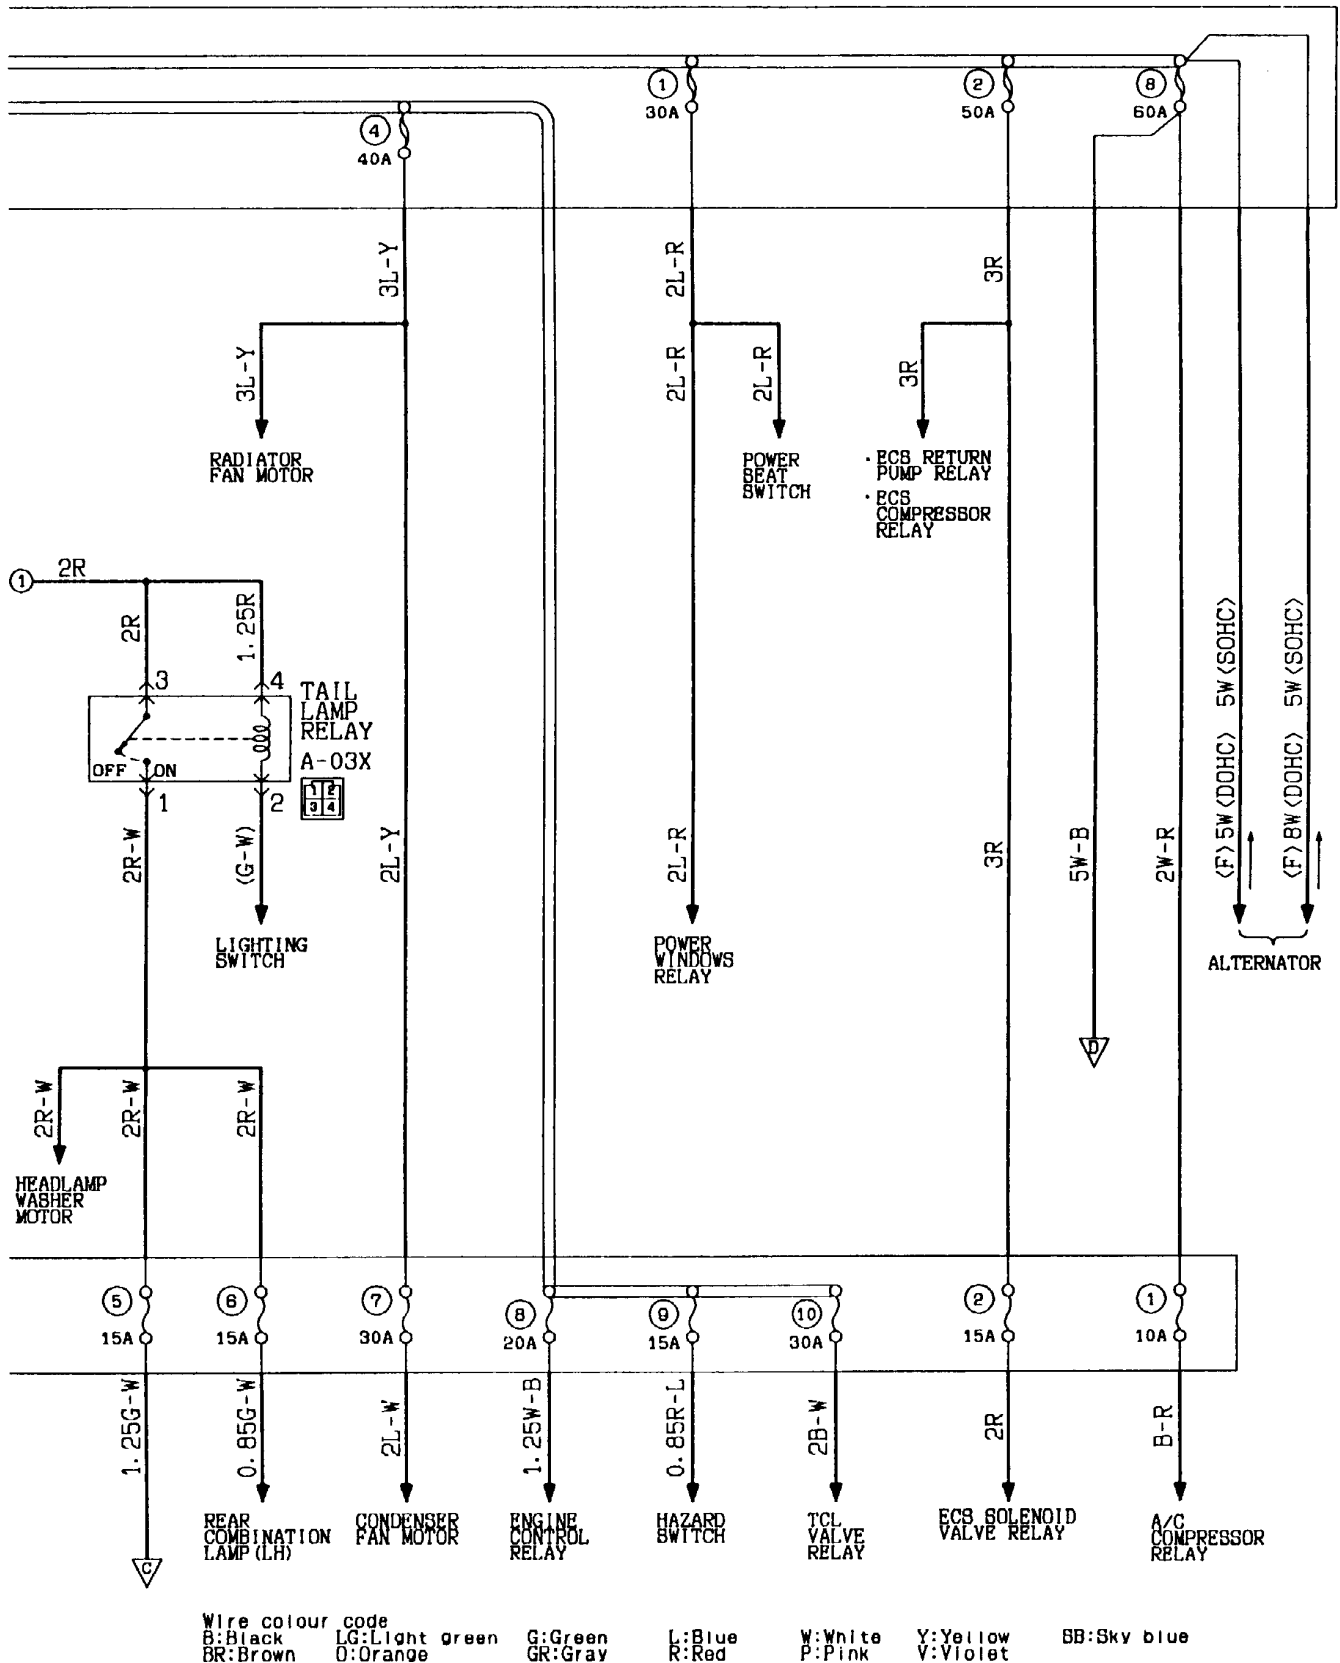 1
30A
2
50A
8
60A
4
40A
3L-Y
2L-R
3R
3L-Y
2L-R
2L-R
3R
RADIATOR
FAN MOTOR
POWER
SEAT
SWITCH
· ECS RETURN
PUMP RELAY
· ECS
COMPRESSOR
RELAY
1
2R
2R
1.25R
5W<SOHC>
5W<SOHC>
3
4
TAIL
LAMP
RELAY
A-03X
OFF
ON
1
2
1 2
3 4
2R-W
(G-W)
2L-Y
2L-R
3R
5W-B
2W-R
<F>5W<DOHC>
<F>8W<DOHC>
LIGHTING
SWITCH
POWER
WINDOWS
RELAY
ALTERNATOR
D
2R-W
2R-W
2R-W
HEADLAMP
WASHER
MOTOR
5
15A
6
15A
7
30A
8
20A
9
15A
10
30A
2
15A
1
10A
1.25G-W
0.85G-W
2L-W
1.25W-B
0.85R-L
2B-W
2R
B-R
C
REAR
COMBINATION
LAMP(LH)
CONDENSER
FAN MOTOR
ENGINE
CONTROL
RELAY
HAZARD
SWITCH
TCL
VALVE
RELAY
ECS SOLENOID
VALVE RELAY
A/C
COMPRESSOR
RELAY
Wire colour code
B:Black LG:Light green G:Green L:Blue W:White Y:Yellow SB:Sky blue
BR:Brown O:Orange GR:Gray R:Red P:Pink V:Violet